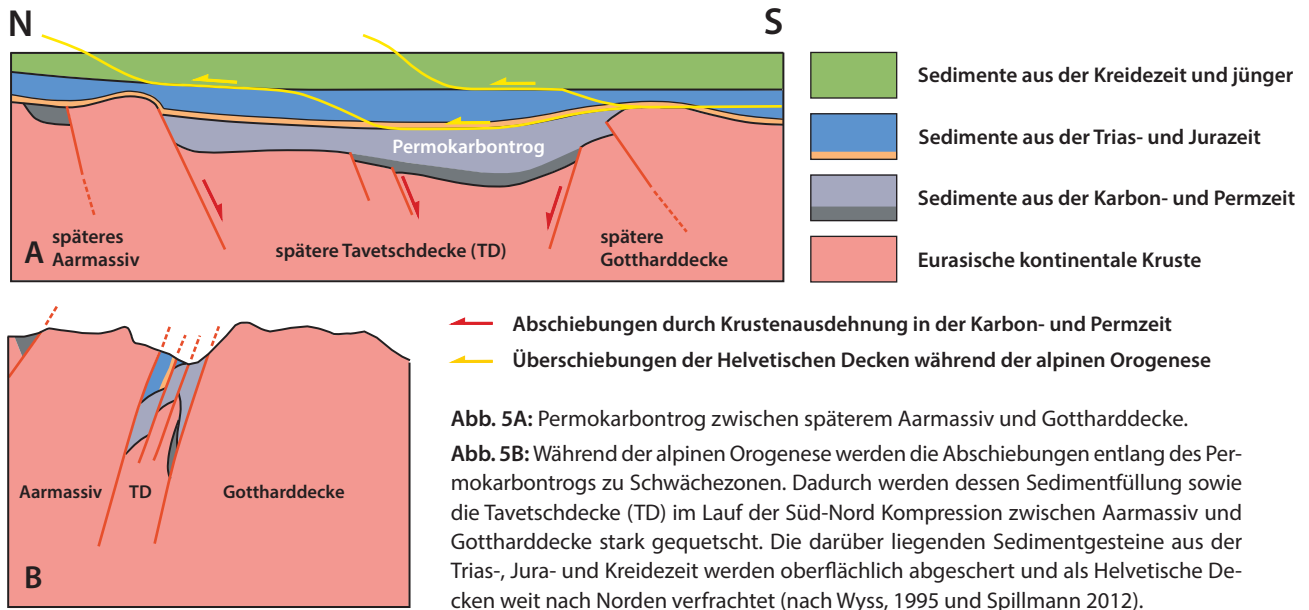 N
S
Sedimente aus der Kreidezeit und jünger
Sedimente aus der Trias- und Jurazeit
Permokarbontrog
Sedimente aus der Karbon- und Permzeit
A
späteres
Aarmassiv
spätere Tavetschdecke (TD)
spätere
Gottharddecke
Eurasische kontinentale Kruste
Abschiebungen durch Krustenausdehnung in der Karbon- und Permzeit
Überschiebungen der Helvetischen Decken während der alpinen Orogenese
Aarmassiv
TD
Gottharddecke
B
Abb. 5A: Permokarbontrog zwischen späterem Aarmassiv und Gottharddecke.
Abb. 5B: Während der alpinen Orogenese werden die Abschiebungen entlang des Per-
mokarbontrogs zu Schwächezonen. Dadurch werden dessen Sedimentfüllung sowie
die Tavetschdecke (TD) im Lauf der Süd-Nord Kompression zwischen Aarmassiv und
Gottharddecke stark gequetscht. Die darüber liegenden Sedimentgesteine aus der
Trias-, Jura- und Kreidezeit werden oberflächlich abgeschert und als Helvetische De-
cken weit nach Norden verfrachtet (nach Wyss, 1995 und Spillmann 2012).